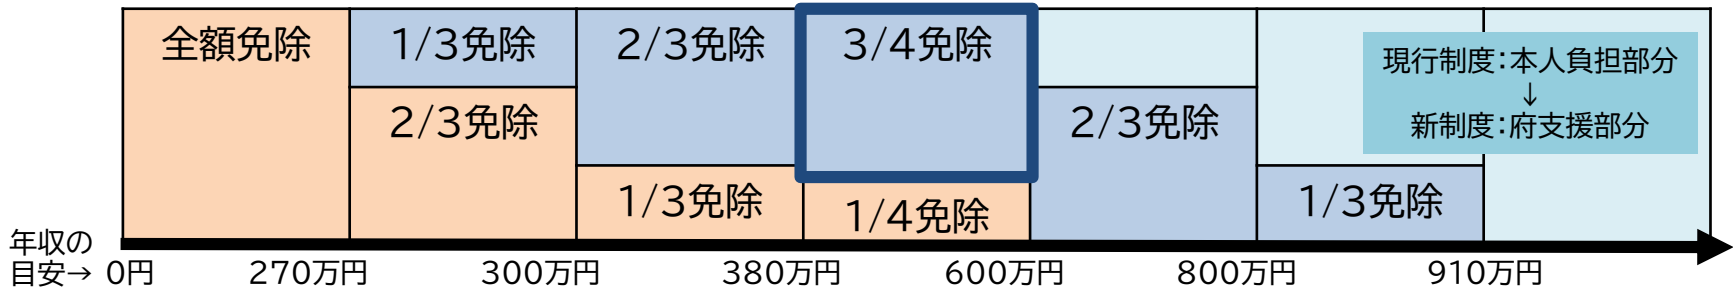 全額免除
1/3免除
2/3免除
3/4免除
2/3免除
1/3免除
1/4免除
2/3免除
1/3免除
現行制度：本人負担部分
↓
新制度：府支援部分
年収の
目安→ 0円 270万円 300万円 380万円 600万円 800万円 910万円